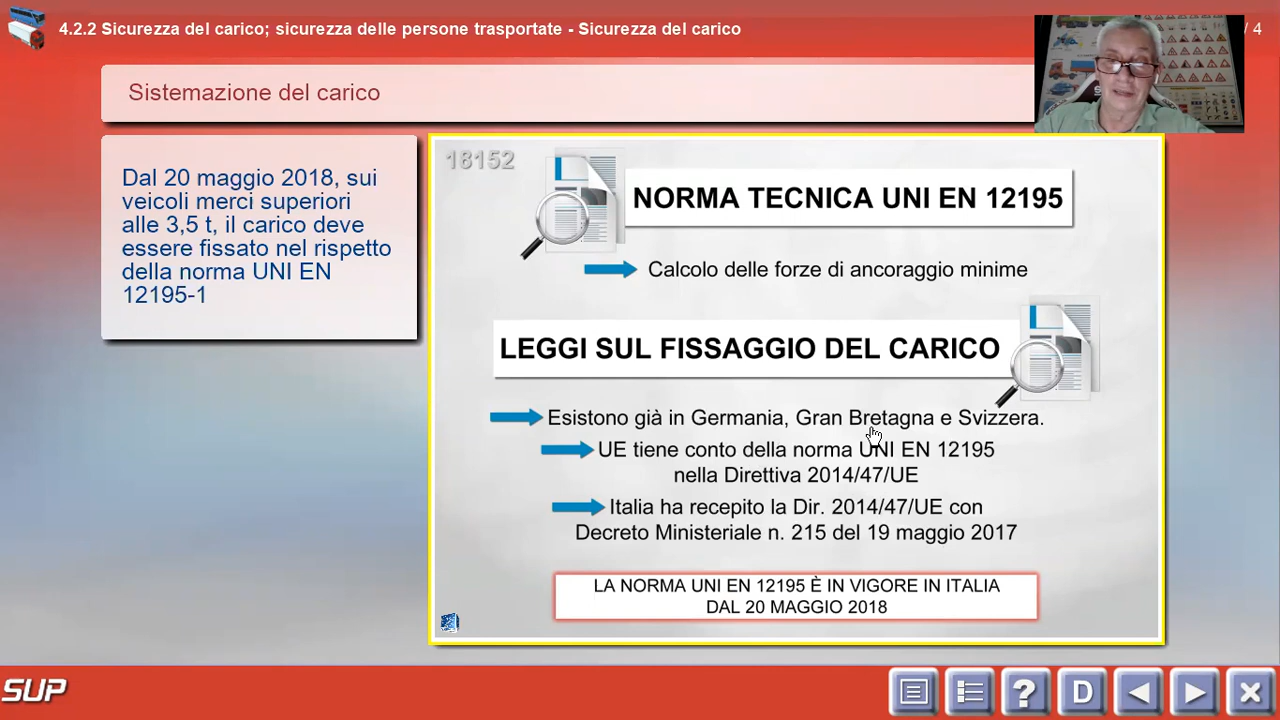 4.2.2 Sicurezza del carico; sicurezza delle persone trasportate - Sicurezza del carico
/ 4
Sistemazione del carico
Dal 20 maggio 2018, sui
veicoli merci superiori
alle 3,5 t, il carico deve
essere fissato nel rispetto
della norma UNI EN
12195-1
18152
NORMA TECNICA UNI EN 12195
Calcolo delle forze di ancoraggio minime
LEGGI SUL FISSAGGIO DEL CARICO
Esistono già in Germania, Gran Bretagna e Svizzera.
UE tiene conto della norma UNI EN 12195
nella Direttiva 2014/47/UE
Italia ha recepito la Dir. 2014/47/UE con
Decreto Ministeriale n. 215 del 19 maggio 2017
LA NORMA UNI EN 12195 È IN VIGORE IN ITALIA
DAL 20 MAGGIO 2018
SUP
? D